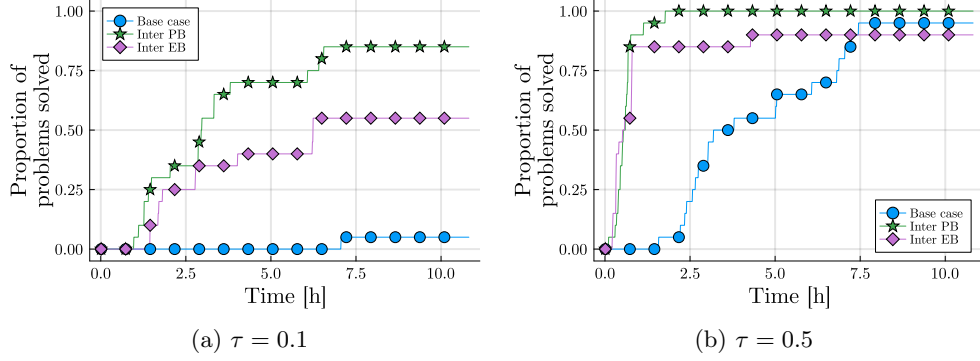 1.00
0.75
0.50
0.25
0.00
Proportion of
problems solved
Base case
Inter PB
Inter EB
0.0
2.5
5.0
7.5
10.0
Time [h]
(a) τ = 0.1
1.00
0.75
0.50
0.25
0.00
Proportion of
problems solved
Base case
Inter PB
Inter EB
0.0
2.5
5.0
7.5
10.0
Time [h]
(b) τ = 0.5